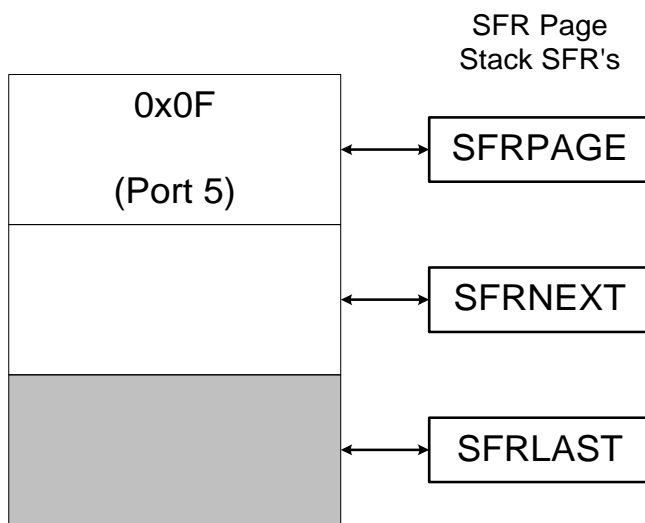 SFR Page
Stack SFR's
0x0F
(Port 5)
SFRPAGE
SFRNEXT
SFRLAST